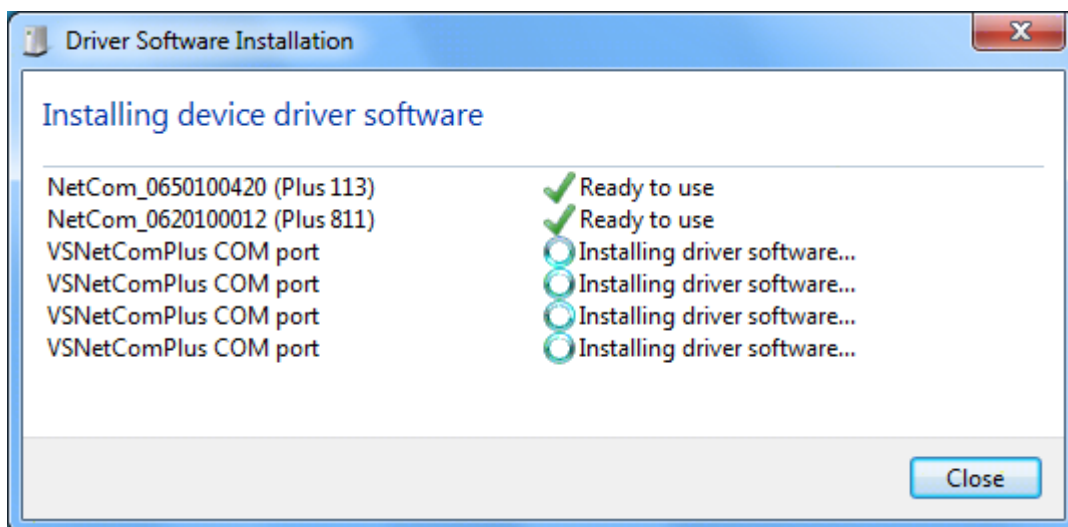 Driver Software Installation
Installing device driver software
NetCom_0650100420 (Plus 113) Ready to use
NetCom_0620100012 (Plus 811) Ready to use
VSNetComPlus COM port Installing driver software...
VSNetComPlus COM port Installing driver software...
VSNetComPlus COM port Installing driver software...
VSNetComPlus COM port Installing driver software...
Close